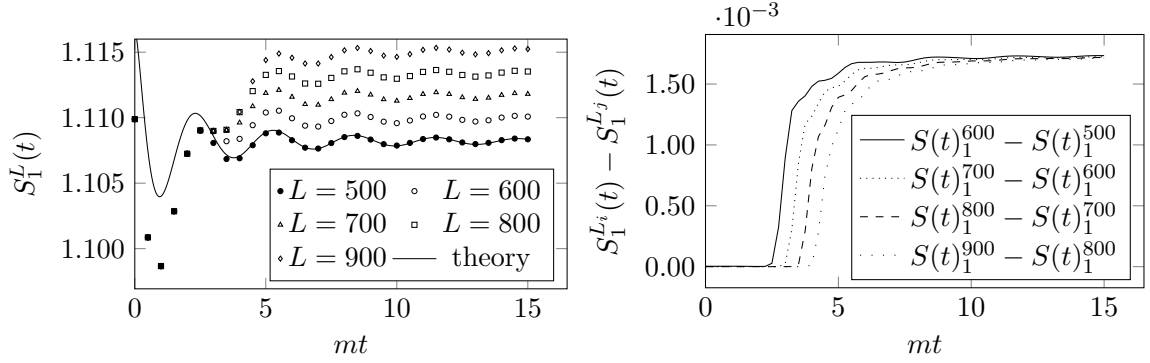 1.115
1.110
1.105
1.100
0
5
10
15
mt
S_1^L(t)
L = 500
L = 600
L = 700
L = 800
L = 900
theory
·10^{-3}
1.50
1.00
0.50
0.00
0
5
10
15
mt
S_1^{L_i}(t) − S_1^{L_j}(t)
S(t)_1^{600} − S(t)_1^{500}
S(t)_1^{700} − S(t)_1^{600}
S(t)_1^{800} − S(t)_1^{700}
S(t)_1^{900} − S(t)_1^{800}